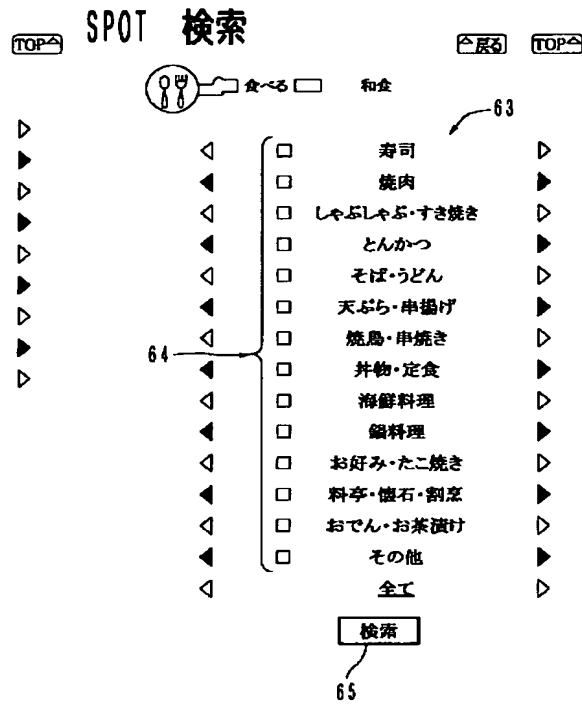 SPOT 検索
TOP 戻る TOP
食べる 和食
63
寿司
焼肉
しゃぶしゃぶ・すき焼き
とんかつ
そば・うどん
天ぷら・串揚げ
焼鳥・串焼き
64
丼物・定食
海鮮料理
鍋料理
お好み・たこ焼き
料亭・懐石・割烹
おでん・お茶漬け
その他
全て
検索
65